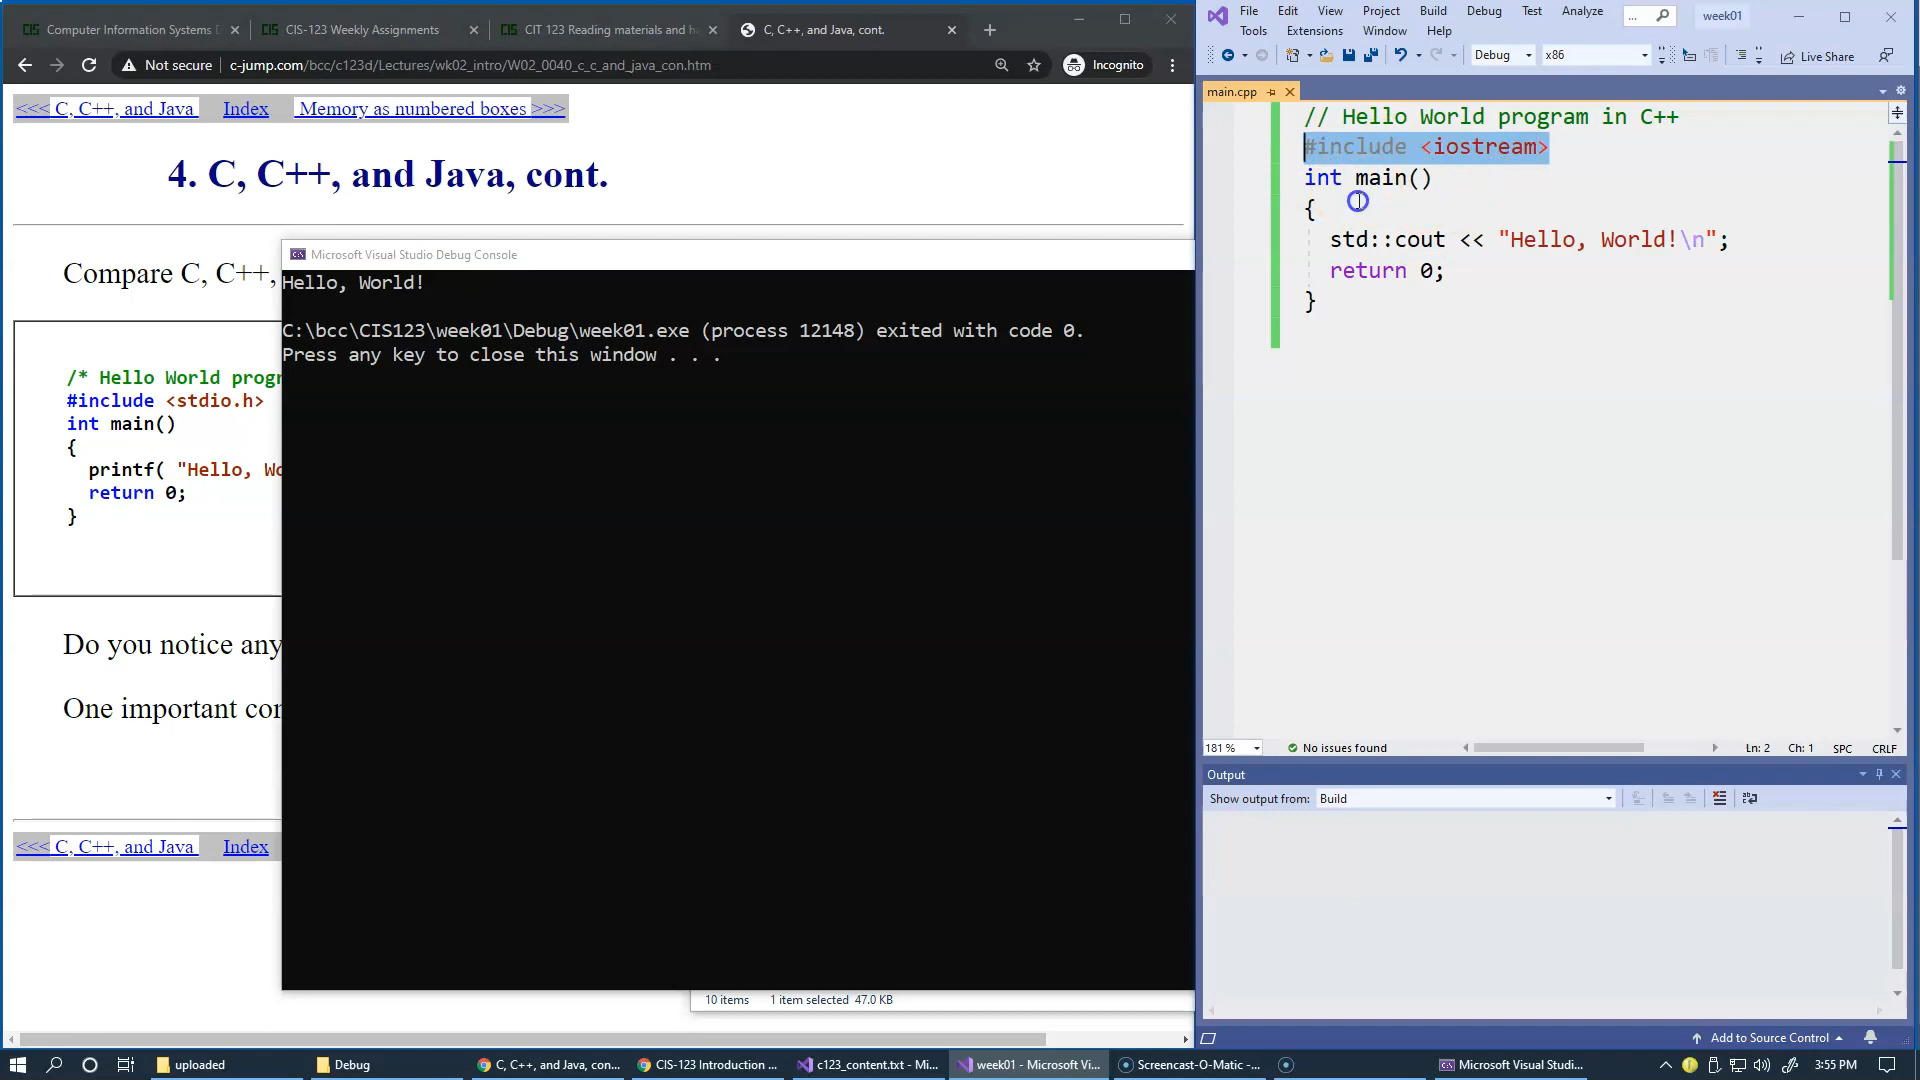 Computer Information Systems D
CIS-123 Weekly Assignments
CIT 123 Reading materials and ha
C, C++, and Java, cont.
Not secure
c-jump.com/bcc/c123d/Lectures/wk02_intro/W02_0040_c_c_and_java_con.htm
Incognito
<<< C, C++, and Java Index Memory as numbered boxes >>>
4. C, C++, and Java, cont.
Compare C, C++,
/* Hello World progr
#include <stdio.h>
int main()
{
printf( "Hello, Wo
return 0;
}
Do you notice any
One important con
<<< C, C++, and Java Index
Microsoft Visual Studio Debug Console
Hello, World!
C:\bcc\CIS123\week01\Debug\week01.exe (process 12148) exited with code 0.
Press any key to close this window . . .
10 items 1 item selected 47.0 KB
File Edit View Project Build Debug Test Analyze ... week01
Tools Extensions Window Help
Debug x86 Live Share
main.cpp
// Hello World program in C++
#include <iostream>
int main()
{
std::cout << "Hello, World!\n";
return 0;
}
181 % No issues found Ln: 2 Ch: 1 SPC CRLF
Output
Show output from: Build
Add to Source Control
uploaded
Debug
C, C++, and Java, con...
CIS-123 Introduction ...
c123_content.txt - Mi...
week01 - Microsoft Vi...
Screencast-O-Matic -...
Microsoft Visual Studi...
3:55 PM